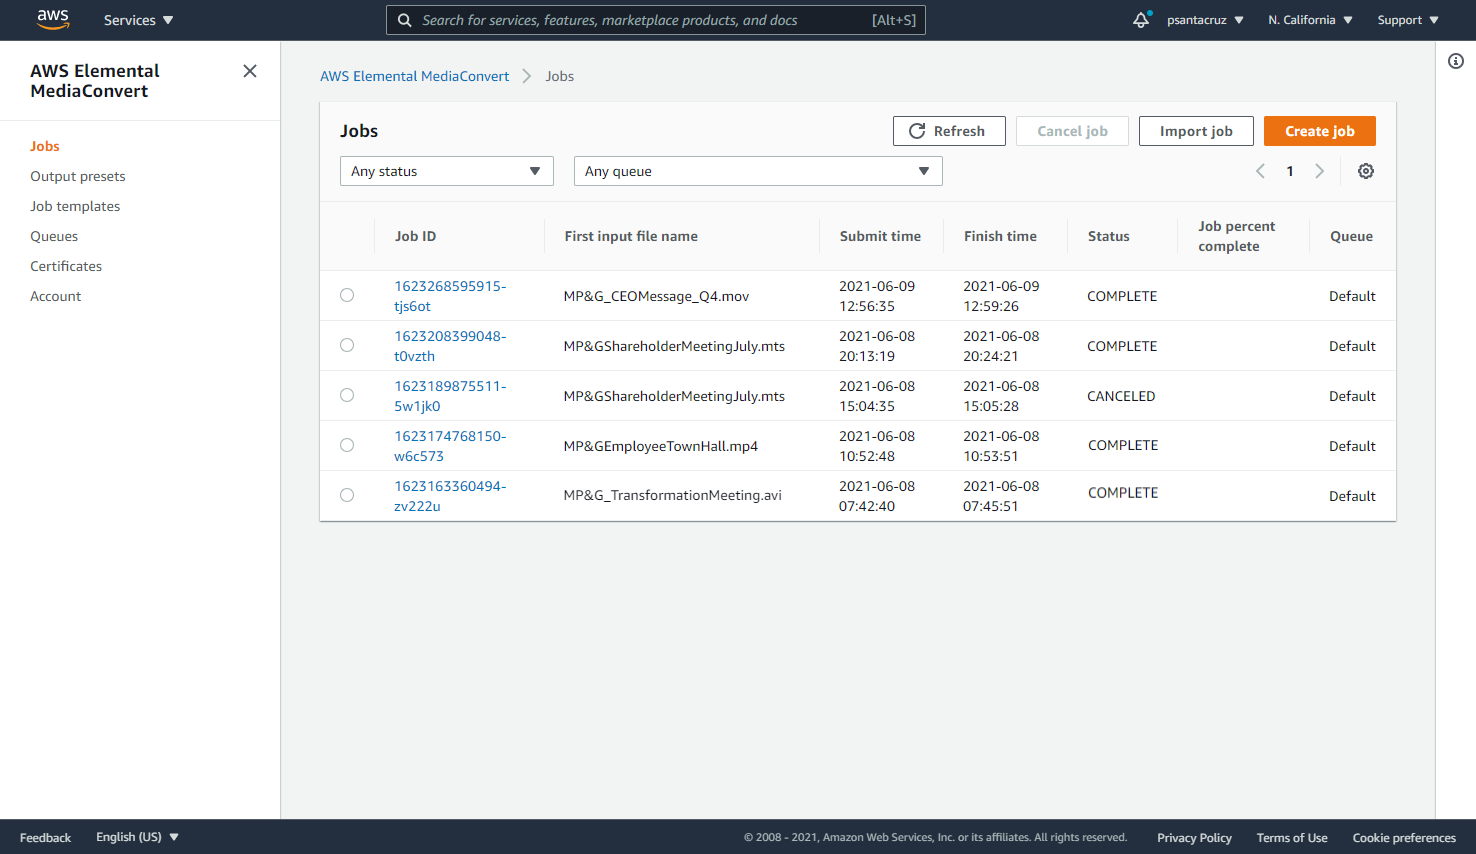 aws Services Search for services, features, marketplace products, and docs [Alt+S] psantacruz N. California Support
AWS Elemental
MediaConvert
Jobs
Output presets
Job templates
Queues
Certificates
Account
AWS Elemental MediaConvert Jobs
Jobs Refresh Cancel job Import job Create job
Any status Any queue 1
Job ID First input file name Submit time Finish time Status Job percent complete Queue
1623268595915-tjs6ot MP&G_CEOMessage_Q4.mov 2021-06-09 12:56:35 2021-06-09 12:59:26 COMPLETE Default
1623208399048-t0vzth MP&GShareholderMeetingJuly.mts 2021-06-08 20:13:19 2021-06-08 20:24:21 COMPLETE Default
1623189875511-5w1jk0 MP&GShareholderMeetingJuly.mts 2021-06-08 15:04:35 2021-06-08 15:05:28 CANCELED Default
1623174768150-w6c573 MP&GEmployeeTownHall.mp4 2021-06-08 10:52:48 2021-06-08 10:53:51 COMPLETE Default
1623163360494-zv222u MP&G_TransformationMeeting.avi 2021-06-08 07:42:40 2021-06-08 07:45:51 COMPLETE Default
Feedback English (US) © 2008 - 2021, Amazon Web Services, Inc. or its affiliates. All rights reserved. Privacy Policy Terms of Use Cookie preferences